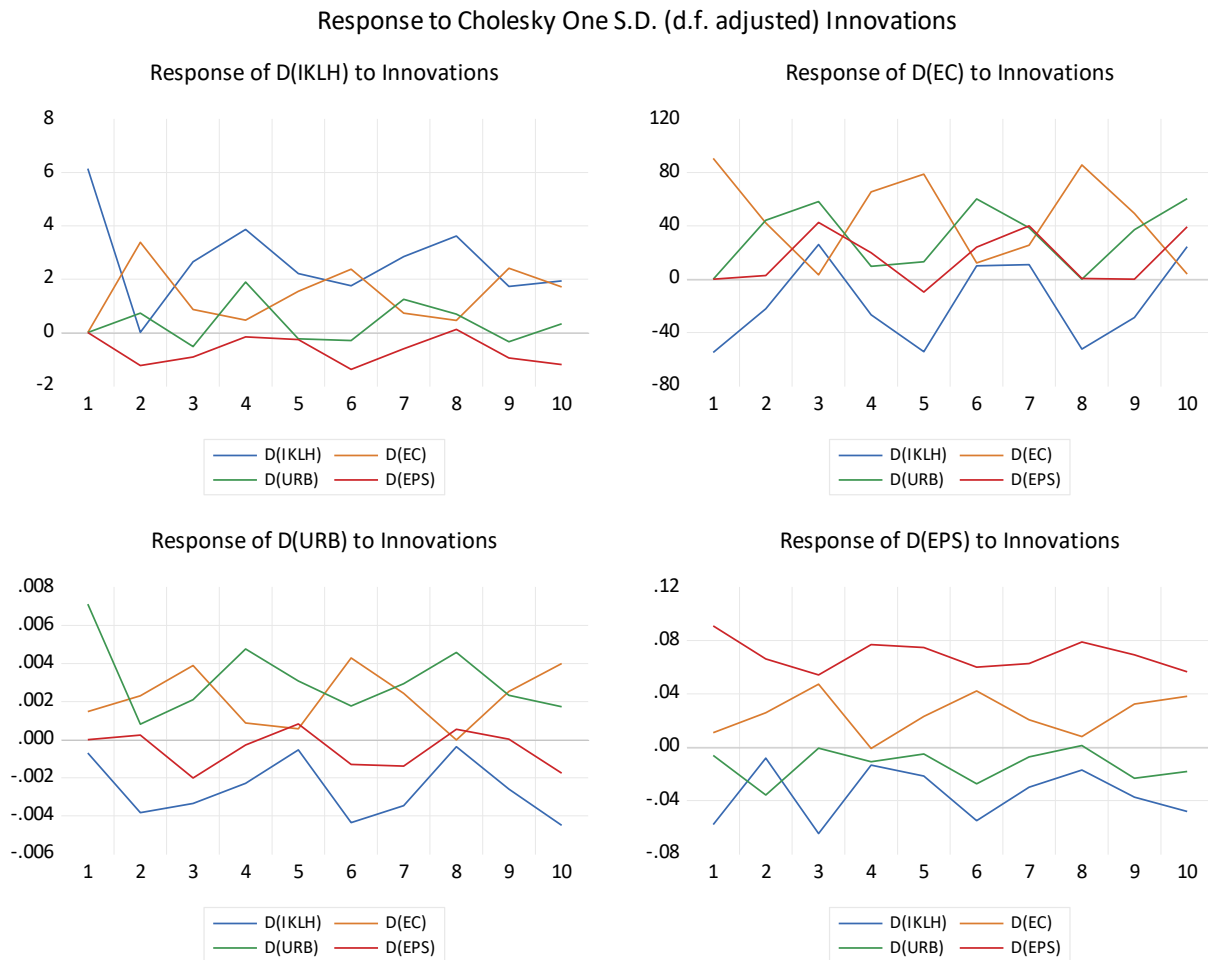 Response to Cholesky One S.D. (d.f. adjusted) Innovations
Response of D(IKLH) to Innovations
8
6
4
2
0
-2
1 2 3 4 5 6 7 8 9 10
D(IKLH) D(EC)
D(URB) D(EPS)
Response of D(EC) to Innovations
120
80
40
0
-40
-80
1 2 3 4 5 6 7 8 9 10
D(IKLH) D(EC)
D(URB) D(EPS)
Response of D(URB) to Innovations
.008
.006
.004
.002
.000
-.002
-.004
-.006
1 2 3 4 5 6 7 8 9 10
D(IKLH) D(EC)
D(URB) D(EPS)
Response of D(EPS) to Innovations
.12
.08
.04
.00
-.04
-.08
1 2 3 4 5 6 7 8 9 10
D(IKLH) D(EC)
D(URB) D(EPS)